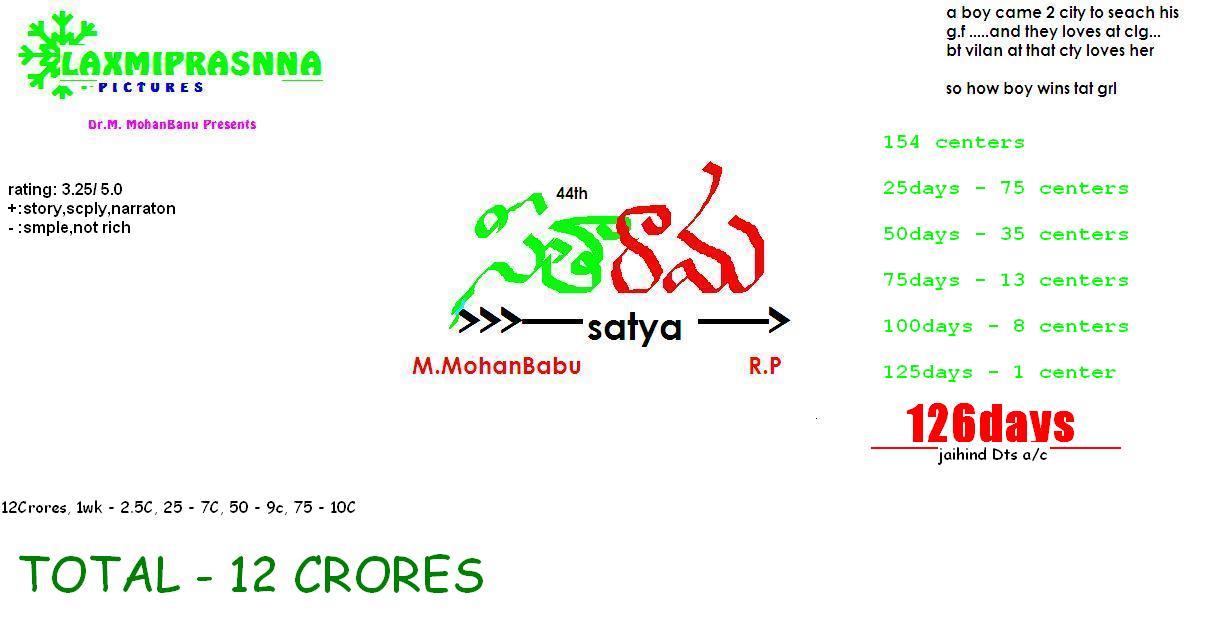 LAXMIPRASNNA
PICTURES
Dr.M. MohanBanu Presents
a boy came 2 city to seach his
g.f .....and they loves at clg...
bt vilan at that cty loves her
so how boy wins tat grl
rating: 3.25/ 5.0
+:story,scply,narraton
- :smple,not rich
44th
సీతారామ
satya
M.MohanBabu R.P
154 centers
25days - 75 centers
50days - 35 centers
75days - 13 centers
100days - 8 centers
125days - 1 center
126days
jaihind Dts a/c
12Crores, 1wk - 2.5C, 25 - 7C, 50 - 9c, 75 - 10C
TOTAL - 12 CRORES